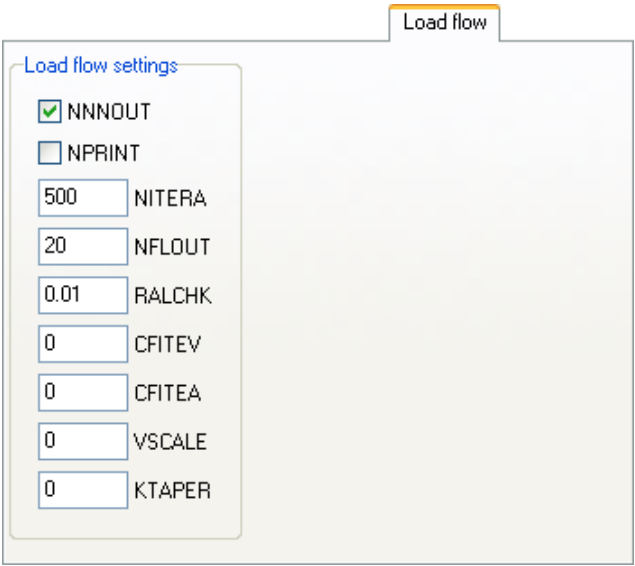 Load flow
Load flow settings
NNNOUT
NPRINT
500 NITERA
20 NFLOUT
0.01 RALCHK
0 CFITEV
0 CFITEA
0 VSCALE
0 KTAPER